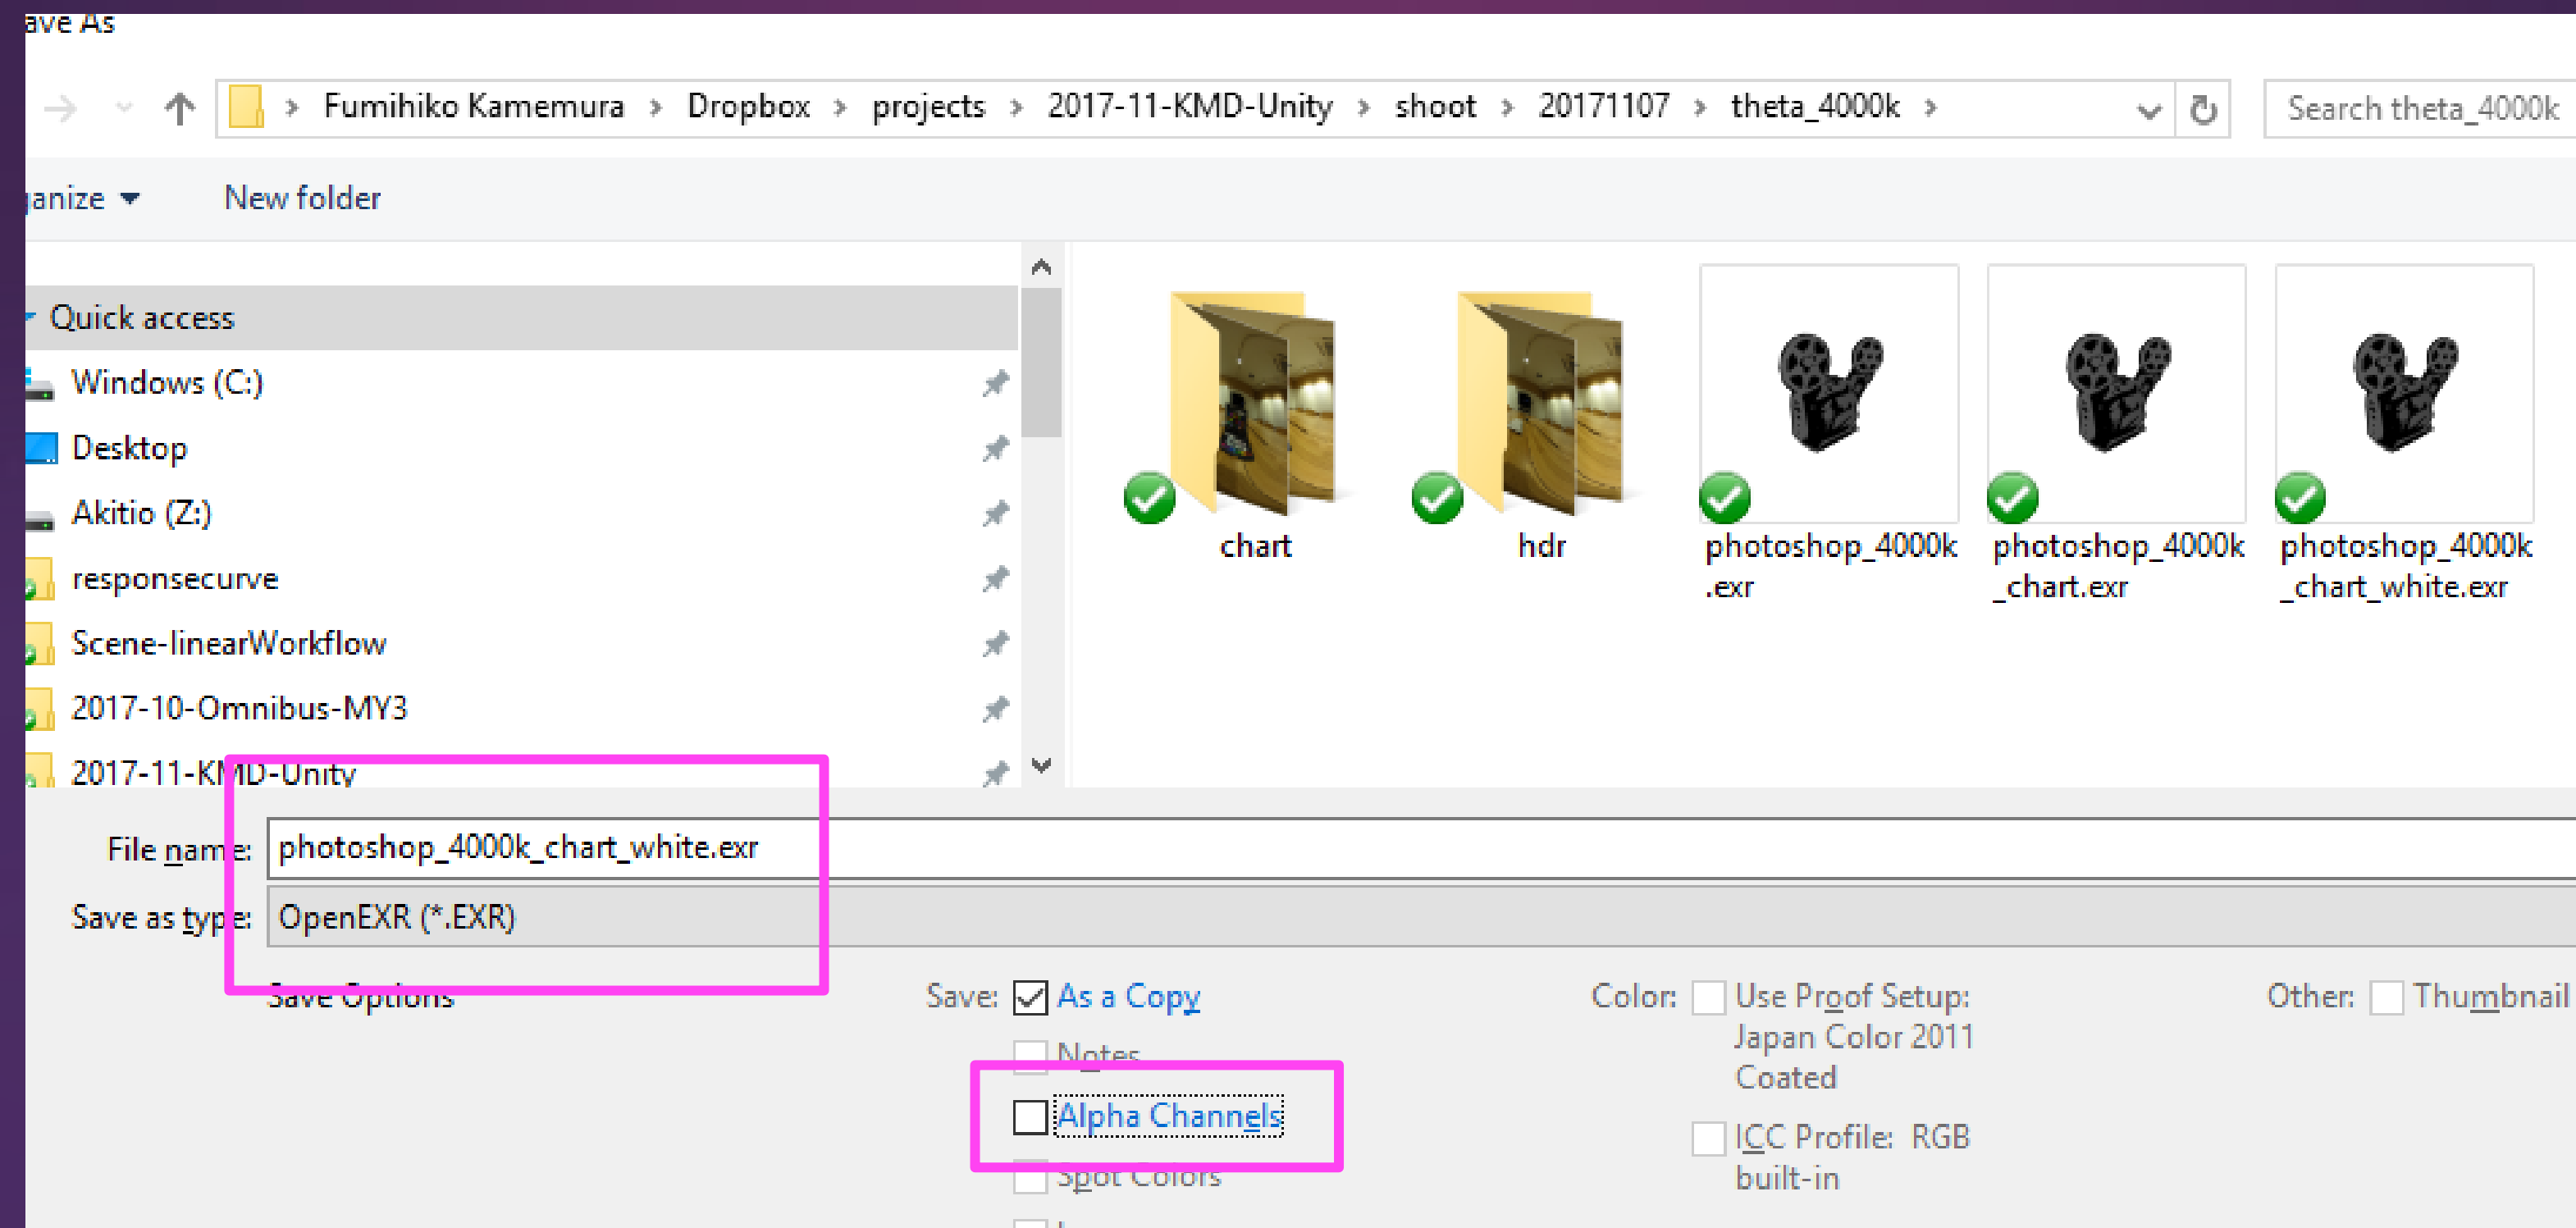 ave As
Fumihiko Kamemura > Dropbox > projects > 2017-11-KMD-Unity > shoot > 20171107 > theta_4000k >
Search theta_4000k
ganize
New folder
Quick access
Windows (C:)
Desktop
Akitio (Z:)
responsecurve
Scene-linearWorkflow
2017-10-Omnibus-MY3
2017-11-KMD-Unity
chart
hdr
photoshop_4000k
.exr
photoshop_4000k
_chart.exr
photoshop_4000k
_chart_white.exr
File name: photoshop_4000k_chart_white.exr
Save as type: OpenEXR (*.EXR)
Save Options
Save: As a Copy
Notes
Alpha Channels
Spot Colors
Color: Use Proof Setup:
Japan Color 2011
Coated
ICC Profile: RGB
built-in
Other: Thumbnail